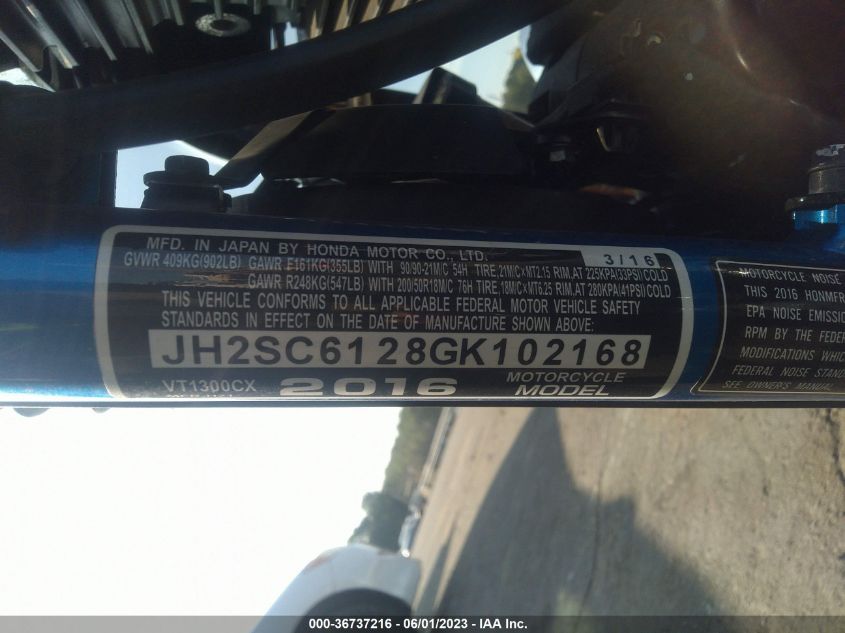 MFD. IN JAPAN BY HONDA MOTOR CO., LTD. 3/16
GVWR 409KG(902LB) GAWR F161KG(355LB) WITH 90/90-21M/C 54H TIRE,21M/C×MT2.15 RIM,AT 225KPA(33PSI)COLD
GAWR R248KG(547LB) WITH 200/50R18M/C 76H TIRE 18M/C×MT6.25 RIM,AT 280KPA(41PSI)COLD
THIS VEHICLE CONFORMS TO ALL APPLICABLE FEDERAL MOTOR VEHICLE SAFETY
STANDARDS IN EFFECT ON THE DATE OF MANUFACTURE SHOWN ABOVE:
JH2SC6128GK102168
VT1300CX 2016 MOTORCYCLE
MODEL
MOTORCYCLE NOISE
THIS 2016 HONMFR
EPA NOISE EMISSIO
RPM BY THE FEDER
MODIFICATIONS WHIC
FEDERAL NOISE STAND
SEE OWNER'S MANUAL
000-36737216 - 06/01/2023 - IAA Inc.